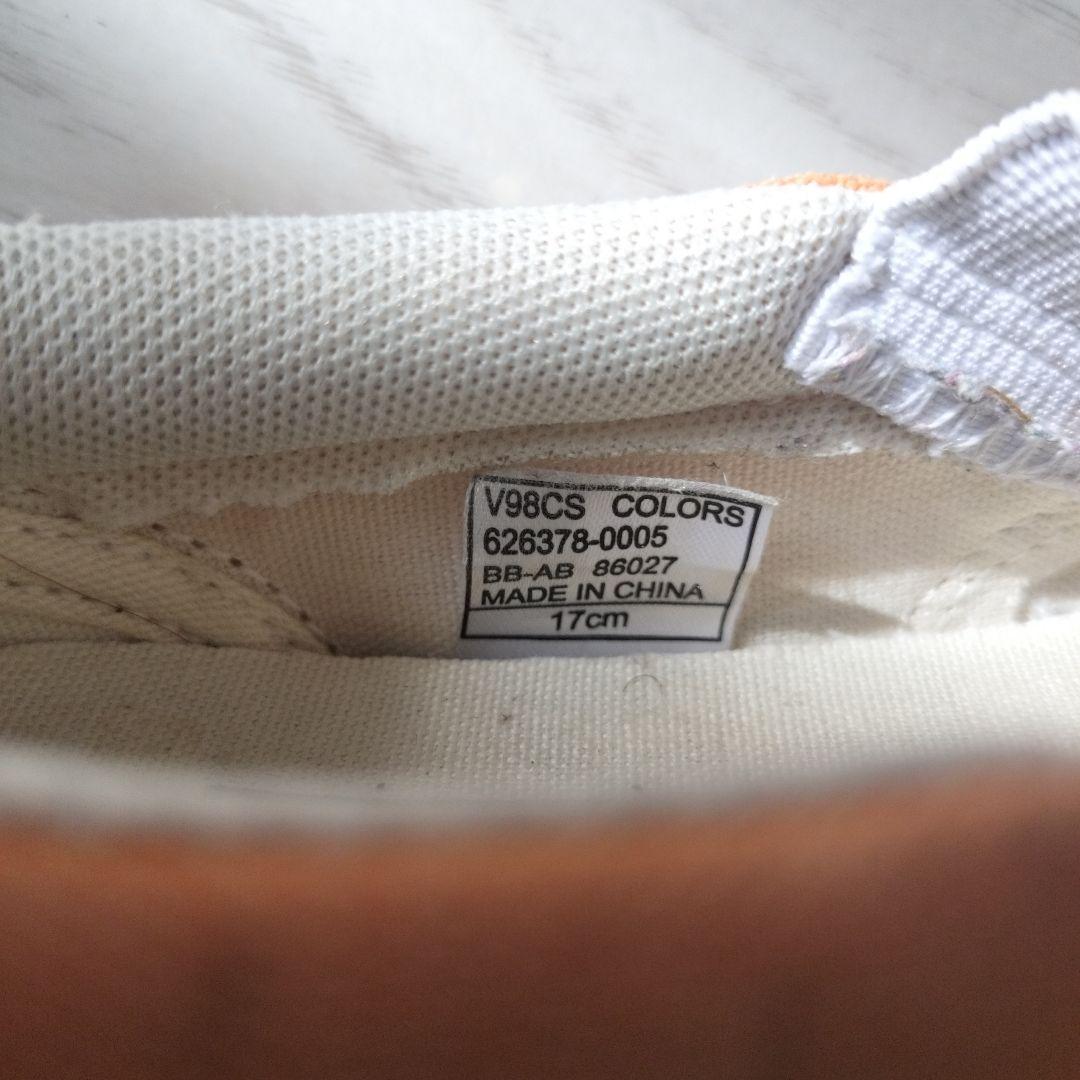 V98CS COLORS
626378-0005
BB-AB 86027
MADE IN CHINA
17cm